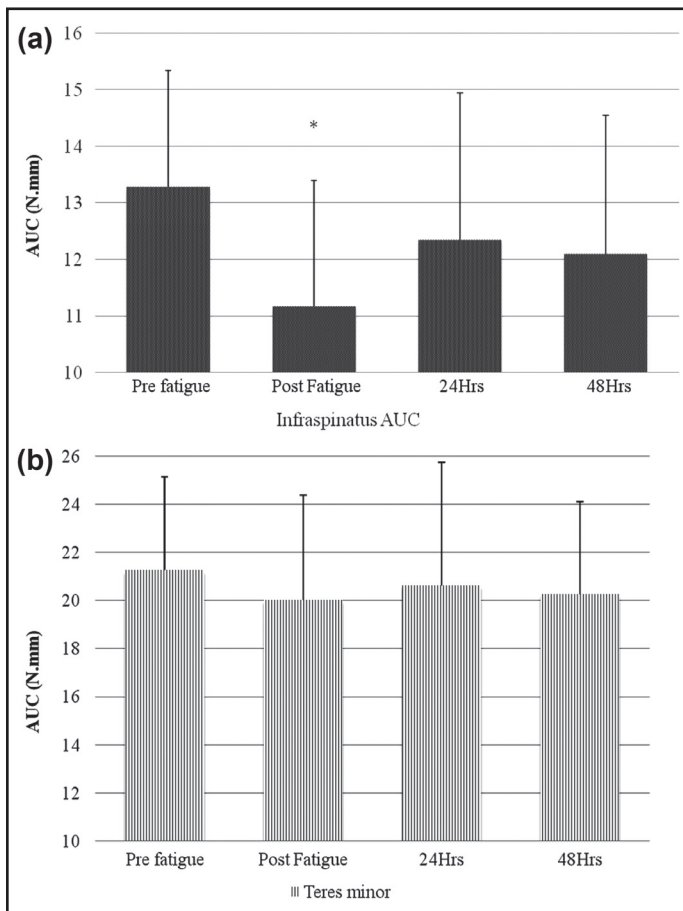 (a)
16
15
14
13
12
11
10
AUC (N.mm)
*
Pre fatigue Post Fatigue 24Hrs 48Hrs
Infraspinatus AUC
(b)
26
24
22
20
18
16
14
12
10
AUC (N.mm)
Pre fatigue Post Fatigue 24Hrs 48Hrs
Teres minor